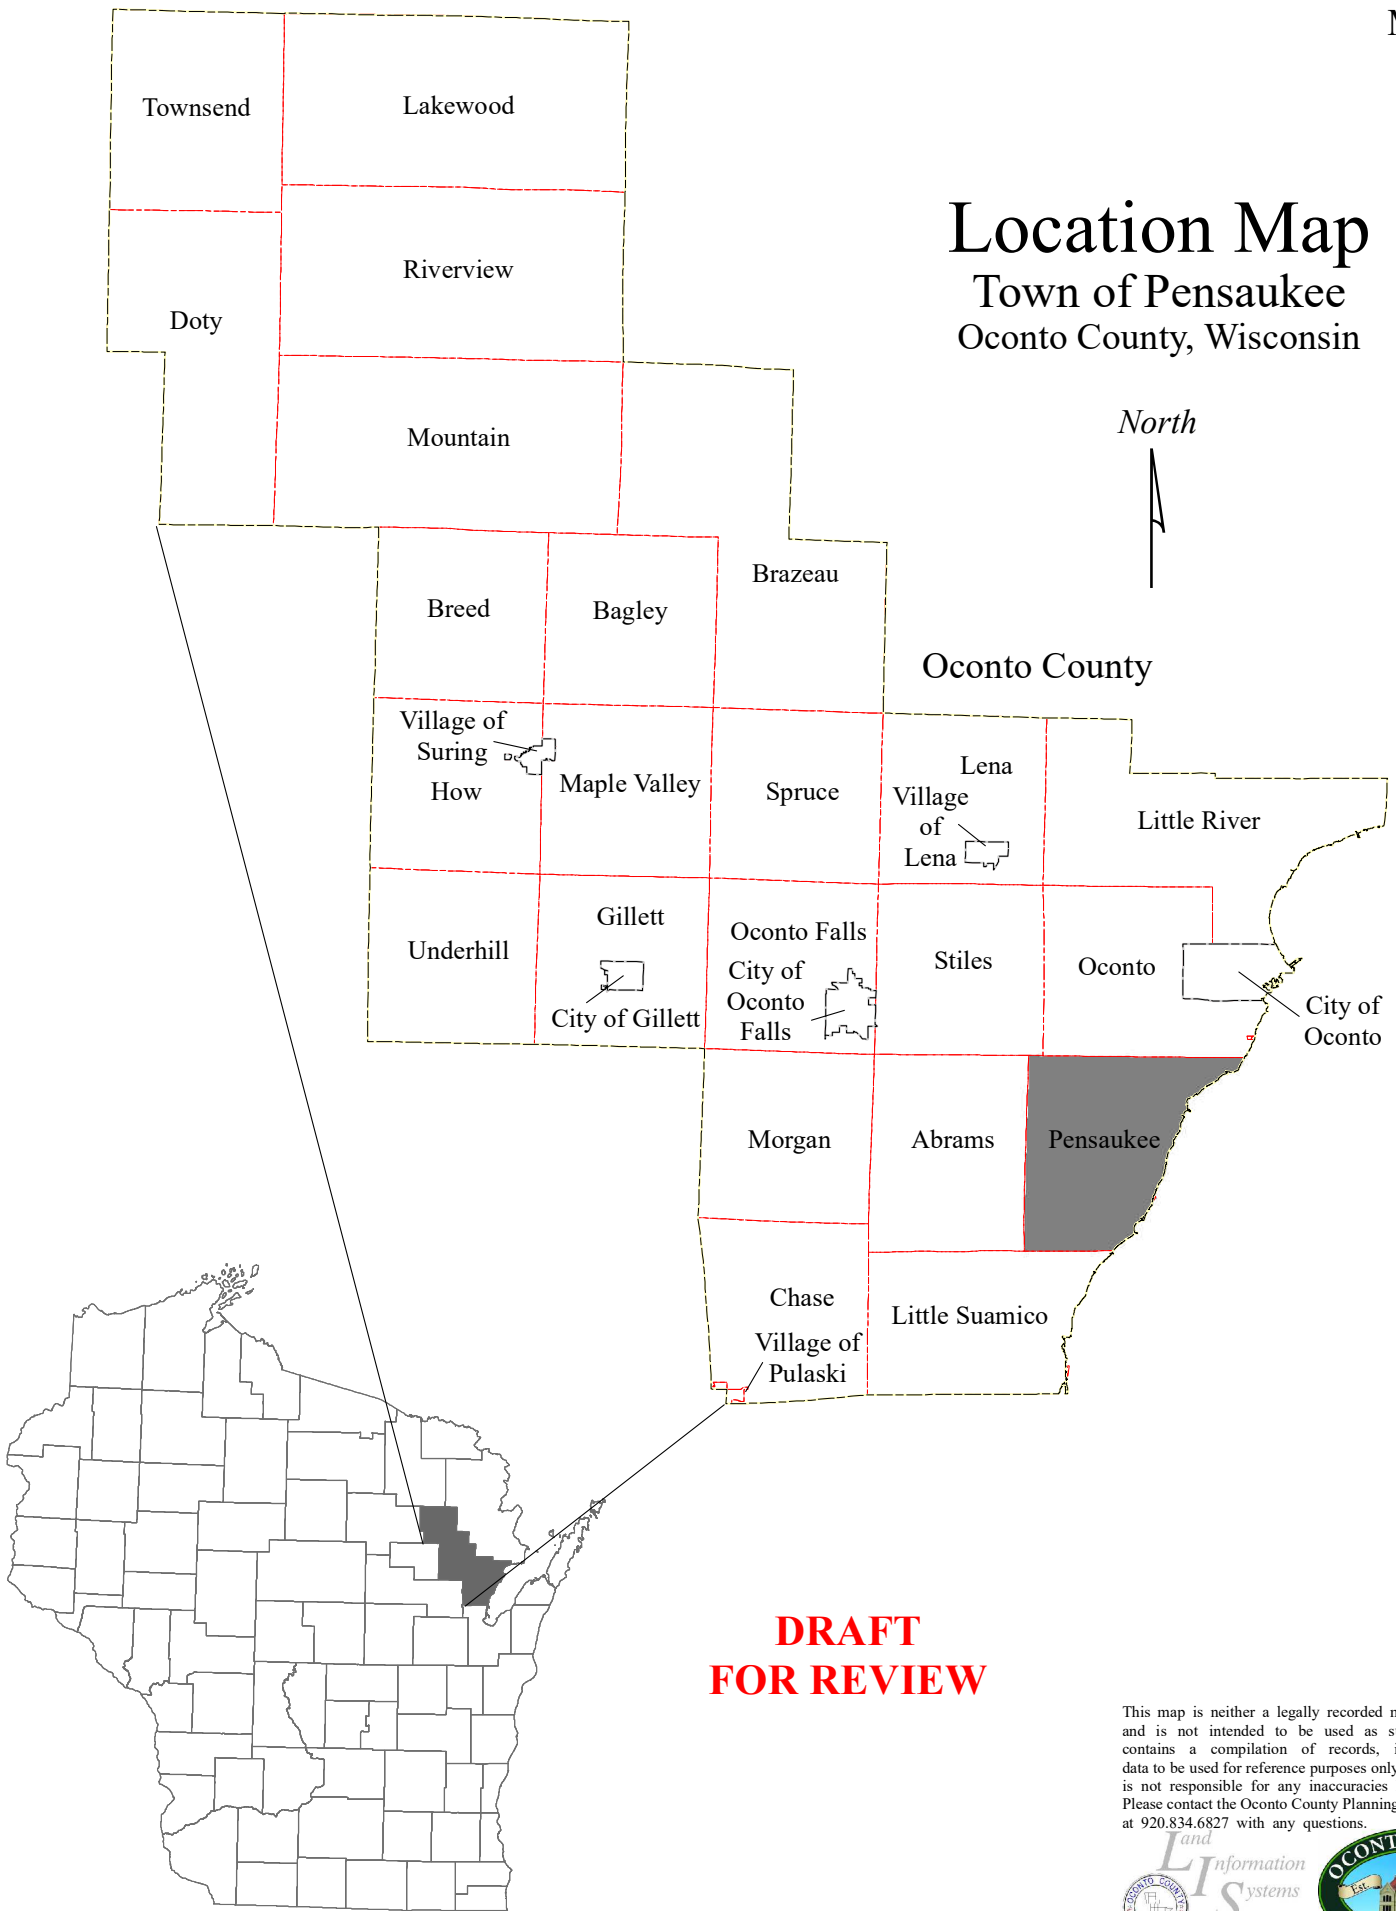 Location Map
Town of Pensaukee
Oconto County, Wisconsin
North
Townsend
Lakewood
Riverview
Doty
Mountain
Brazeau
Breed
Bagley
Oconto County
Village of
Suring
How
Maple Valley
Spruce
Lena
Village
of
Lena
Little River
Underhill
Gillett
City of Gillett
Oconto Falls
City of
Oconto
Falls
Stiles
Oconto
City of
Oconto
Morgan
Abrams
Pensaukee
Chase
Village of
Pulaski
Little Suamico
DRAFT
FOR REVIEW
This map is neither a legally recorded
and is not intended to be used as
contains a compilation of records,
data to be used for reference purposes only
is not responsible for any inaccuracies
Please contact the Oconto County Planning
at 920.834.6827 with any questions.
Land
Information
Systems
OCONTO COUNTY
OCONT
Est.